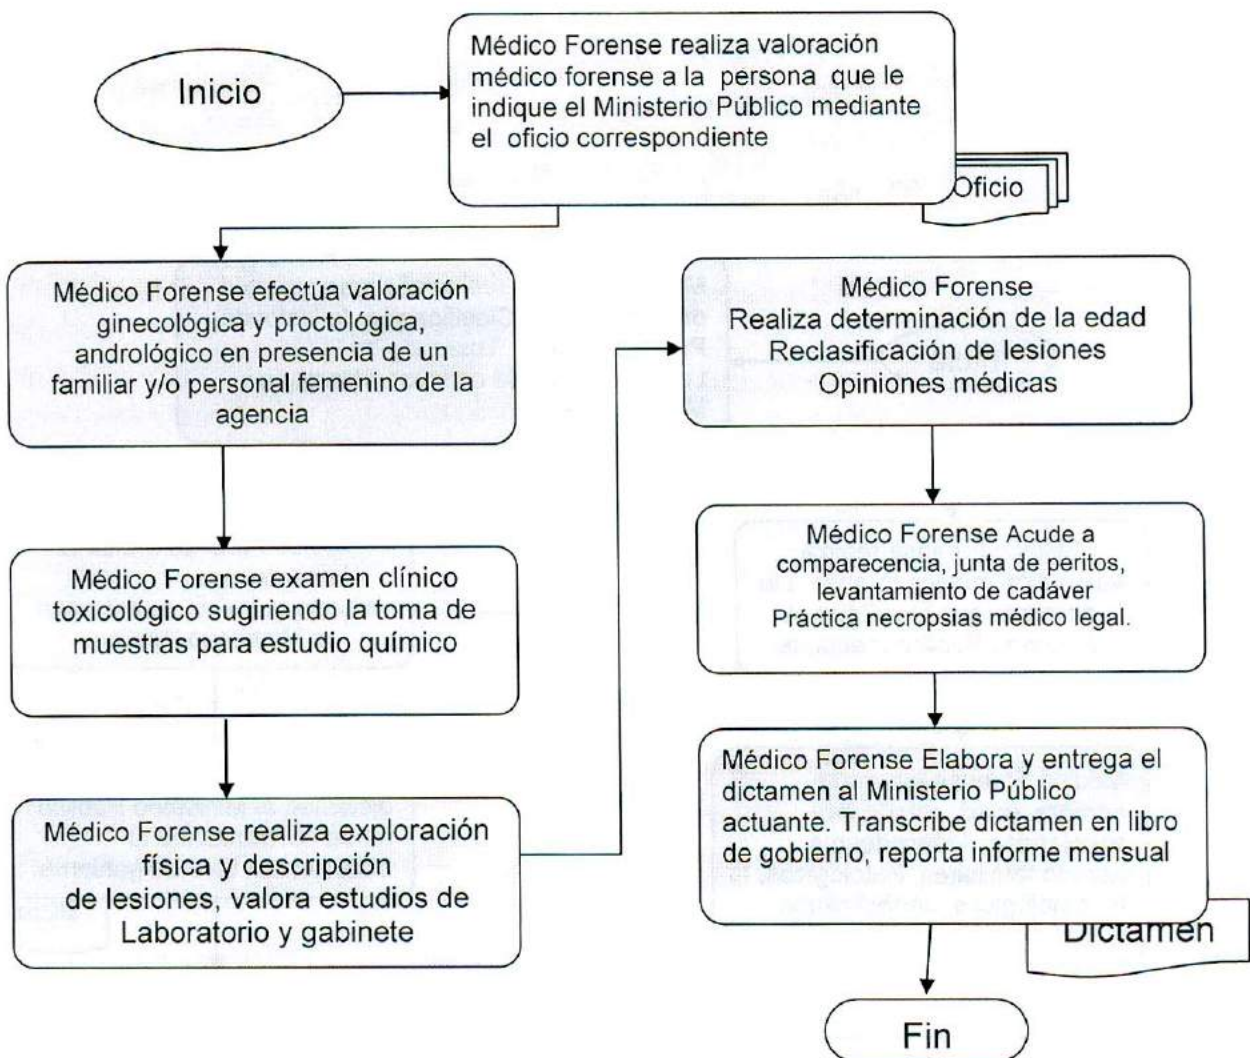 Inicio
Médico Forense realiza valoración
médico forense a la persona que le
indique el Ministerio Público mediante
el oficio correspondiente
Oficio
Médico Forense efectúa valoración
ginecológica y proctológica,
andrológico en presencia de un
familiar y/o personal femenino de la
agencia
Médico Forense examen clínico
toxicológico sugiriendo la toma de
muestras para estudio químico
Médico Forense realiza exploración
física y descripción
de lesiones, valora estudios de
Laboratorio y gabinete
Médico Forense
Realiza determinación de la edad
Reclasificación de lesiones
Opiniones médicas
Médico Forense Acude a
comparecencia, junta de peritos,
levantamiento de cadáver
Práctica necropsias médico legal.
Médico Forense Elabora y entrega el
dictamen al Ministerio Público
actuante. Transcribe dictamen en libro
de gobierno, reporta informe mensual
Dictamen
Fin